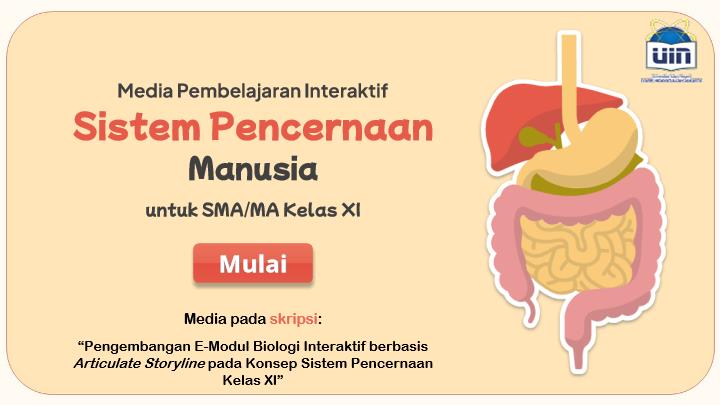 Media Pembelajaran Interaktif
Sistem Pencernaan
Manusia
untuk SMA/MA Kelas XI
Mulai
Media pada skripsi:
“Pengembangan E-Modul Biologi Interaktif berbasis
Articulate Storyline pada Konsep Sistem Pencernaan
Kelas XI”
UIN